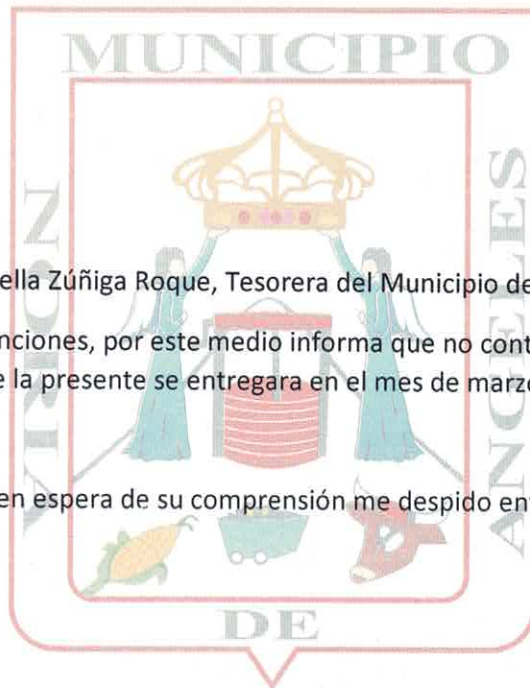 MUNICIPIO
ella Zúñiga Roque, Tesorera del Municipio de
nciones, por este medio informa que no cont
e la presente se entregara en el mes de marzo
en espera de su comprensión me despido en
ANGELES
DE